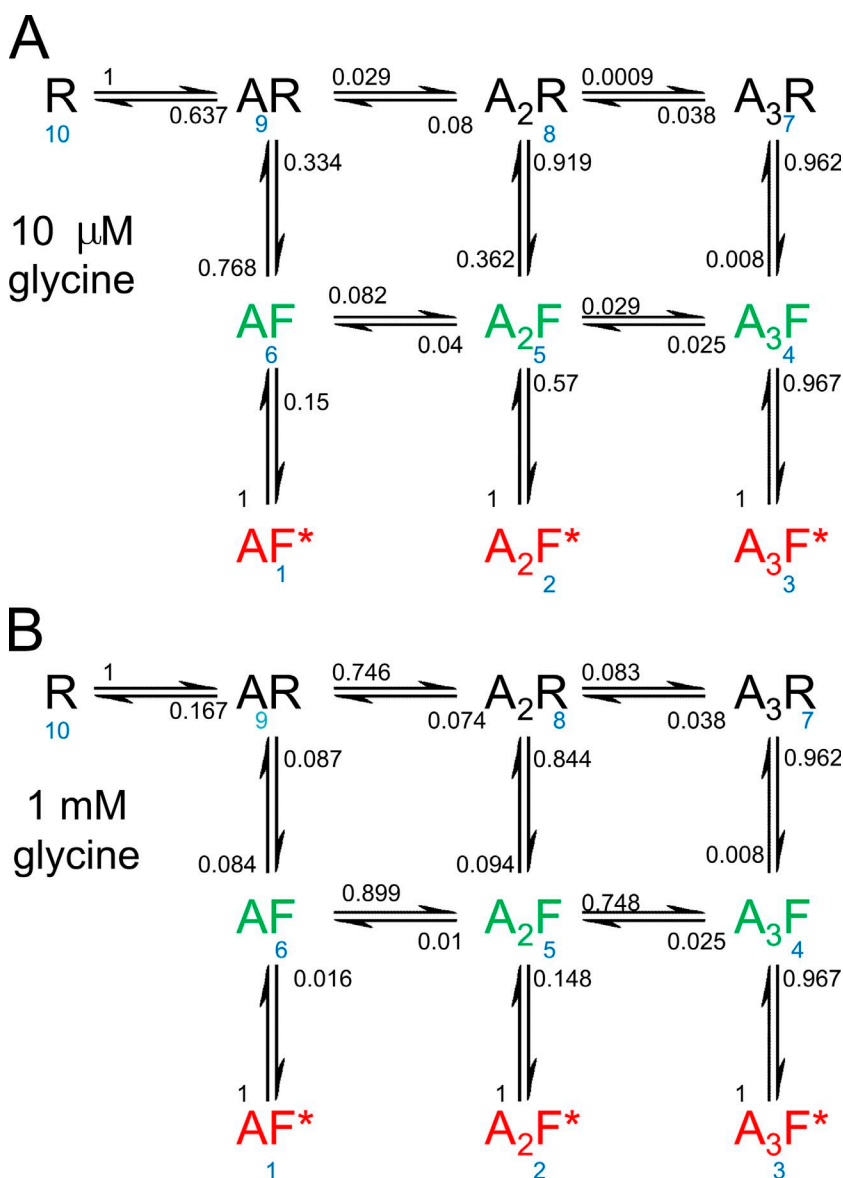 A
1 0.029 0.0009
R AR A₂R A₃R
10 0.637 9 0.08 8 0.038 7
0.334 0.919 0.962
10 μM
glycine
0.768 0.362 0.008
0.082 0.029
AF A₂F A₃F
6 0.04 5 0.025 4
0.15 0.57 0.967
1 1 1
AF* A₂F* A₃F*
1 2 3
B
1 0.746 0.083
R AR A₂R A₃R
10 0.167 9 0.074 8 0.038 7
0.087 0.844 0.962
1 mM
glycine
0.084 0.094 0.008
0.899 0.748
AF A₂F A₃F
6 0.01 5 0.025 4
0.016 0.148 0.967
1 1 1
AF* A₂F* A₃F*
1 2 3